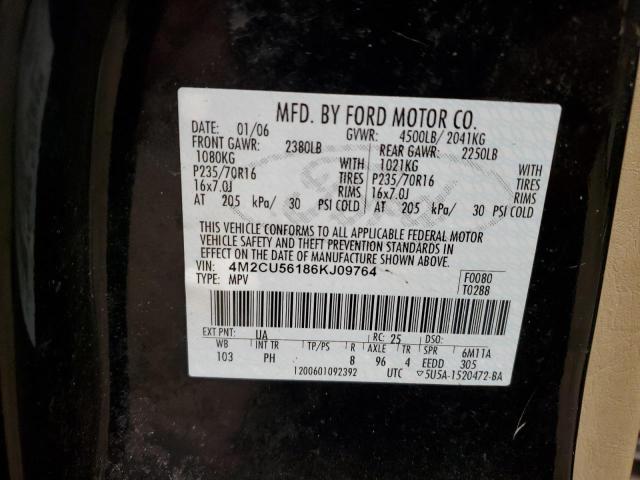 MFD. BY FORD MOTOR CO.
DATE: 01/06 GVWR: 4500LB/ 2041KG
FRONT GAWR: 2380LB REAR GAWR: 2250LB
1080KG WITH 1021KG WITH
P235/70R16 TIRES P235/70R16 TIRES
16x7.0J RIMS 16x7.0J RIMS
AT 205 kPa/ 30 PSI COLD AT 205 kPa/ 30 PSI COLD
THIS VEHICLE CONFORMS TO ALL APPLICABLE FEDERAL MOTOR
VEHICLE SAFETY AND THEFT PREVENTION STANDARDS IN
EFFECT ON THE DATE OF MANUFACTURE SHOWN ABOVE.
VIN: 4M2CU56186KJ09764 F0080
TYPE: MPV T0288
EXT PNT: UA RC: 25 DSO:
WB INT TR TP/PS R AXLE TR SPR 6M11A
103 PH 8 96 4 EEDD 305
1200601092392 UTC ▽5U5A-1520472-BA